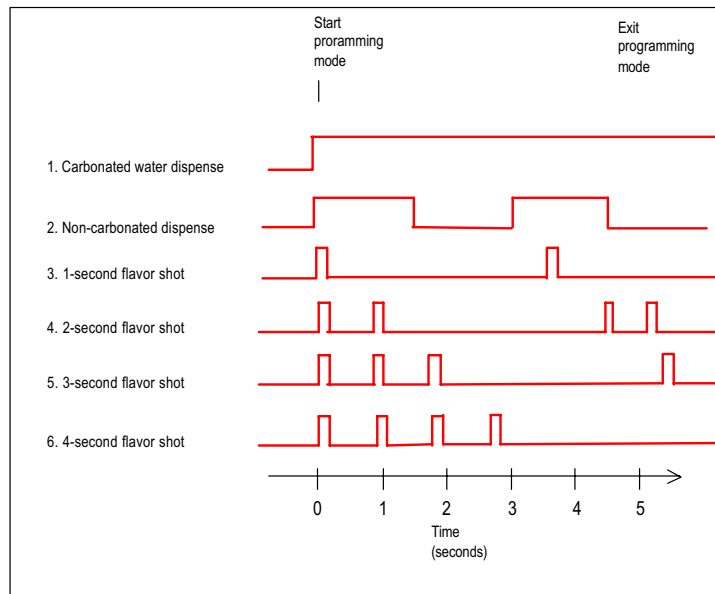 Start
proramming
mode
Exit
programming
mode
1. Carbonated water dispense
2. Non-carbonated dispense
3. 1-second flavor shot
4. 2-second flavor shot
5. 3-second flavor shot
6. 4-second flavor shot
0 1 2 3 4 5
Time
(seconds)